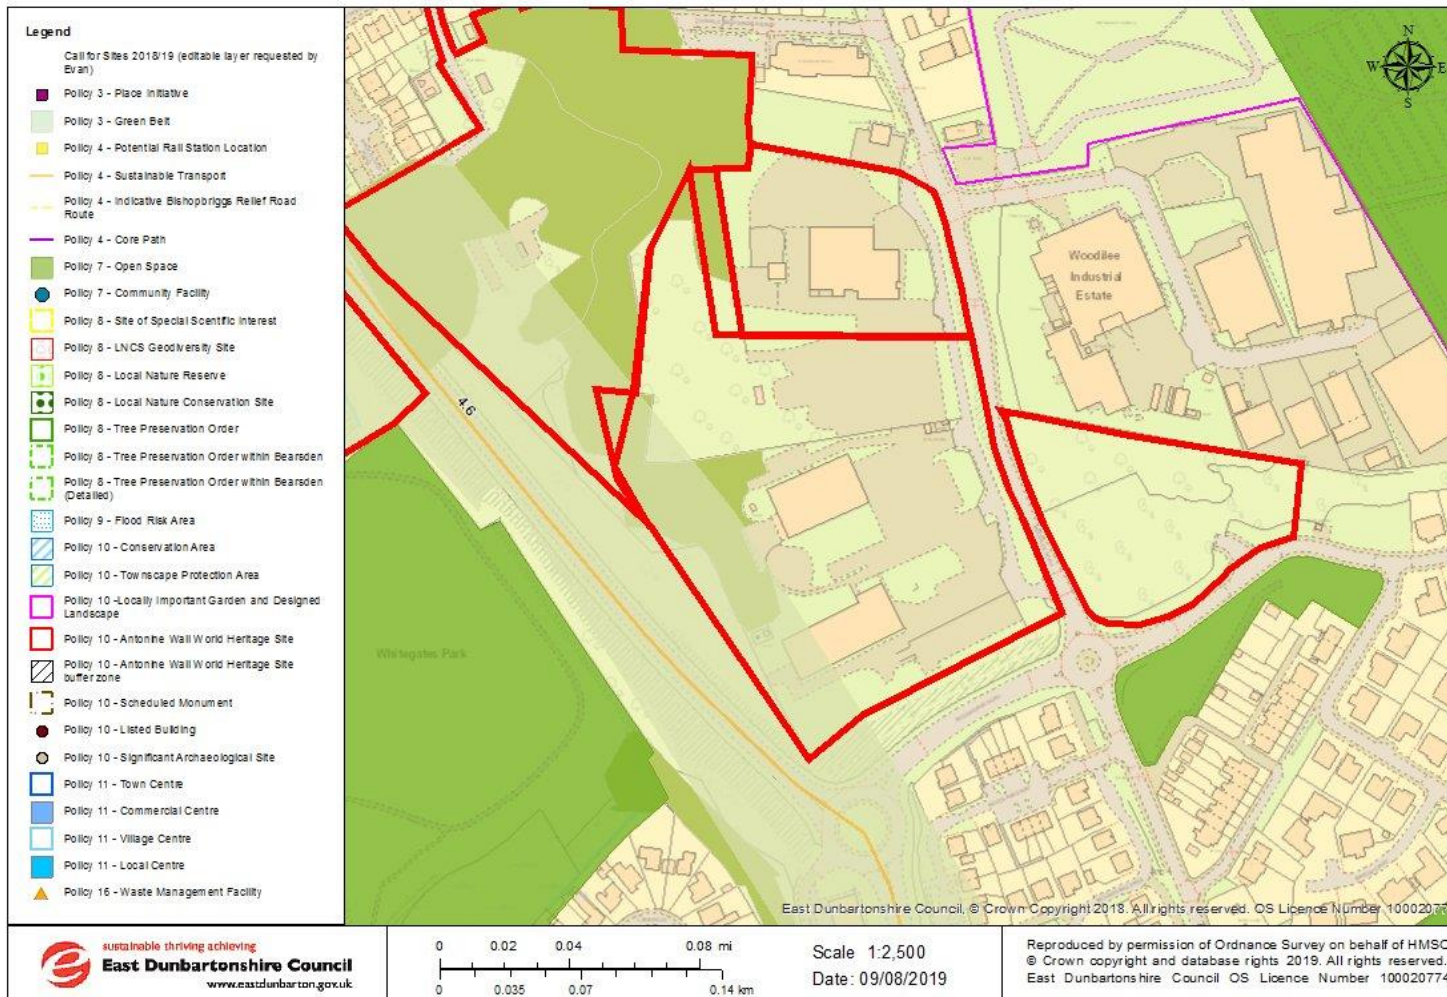 Legend
Call for Sites 2018/19 (editable layer requested by
Evan)
Policy 3 - Place Initiative
Policy 3 - Green Belt
Policy 4 - Potential Rail Station Location
Policy 4 - Sustainable Transport
Policy 4 - Indicative Bishopbriggs Relief Road
Route
Policy 4 - Core Path
Policy 7 - Open Space
Policy 7 - Community Facility
Policy 8 - Site of Special Scientific Interest
Policy 8 - LNCS Geodiversity Site
Policy 8 - Local Nature Reserve
Policy 8 - Local Nature Conservation Site
Policy 8 - Tree Preservation Order
Policy 8 - Tree Preservation Order within Bearsden
Policy 8 - Tree Preservation Order within Bearsden
(Detailed)
Policy 9 - Flood Risk Area
Policy 10 - Conservation Area
Policy 10 - Townscape Protection Area
Policy 10 -Locally Important Garden and Designed
Landscape
Policy 10 - Antonine Wall World Heritage Site
Policy 10 - Antonine Wall World Heritage Site
buffer zone
Policy 10 - Scheduled Monument
Policy 10 - Listed Building
Policy 10 - Significant Archaeological Site
Policy 11 - Town Centre
Policy 11 - Commercial Centre
Policy 11 - Village Centre
Policy 11 - Local Centre
Policy 16 - Waste Management Facility
N
W E
S
Woodilee
Industrial
Estate
4.6
Whitegates Park
East Dunbartonshire Council, © Crown Copyright 2018. All rights reserved. OS Licence Number 10002077
sustainable thriving achieving
East Dunbartonshire Council
www.eastdunbarton.gov.uk
0 0.02 0.04 0.08 mi
0 0.035 0.07 0.14 km
Scale 1:2,500
Date: 09/08/2019
Reproduced by permission of Ordnance Survey on behalf of HMSO
© Crown copyright and database rights 2019. All rights reserved.
East Dunbartonshire Council OS Licence Number 100020774